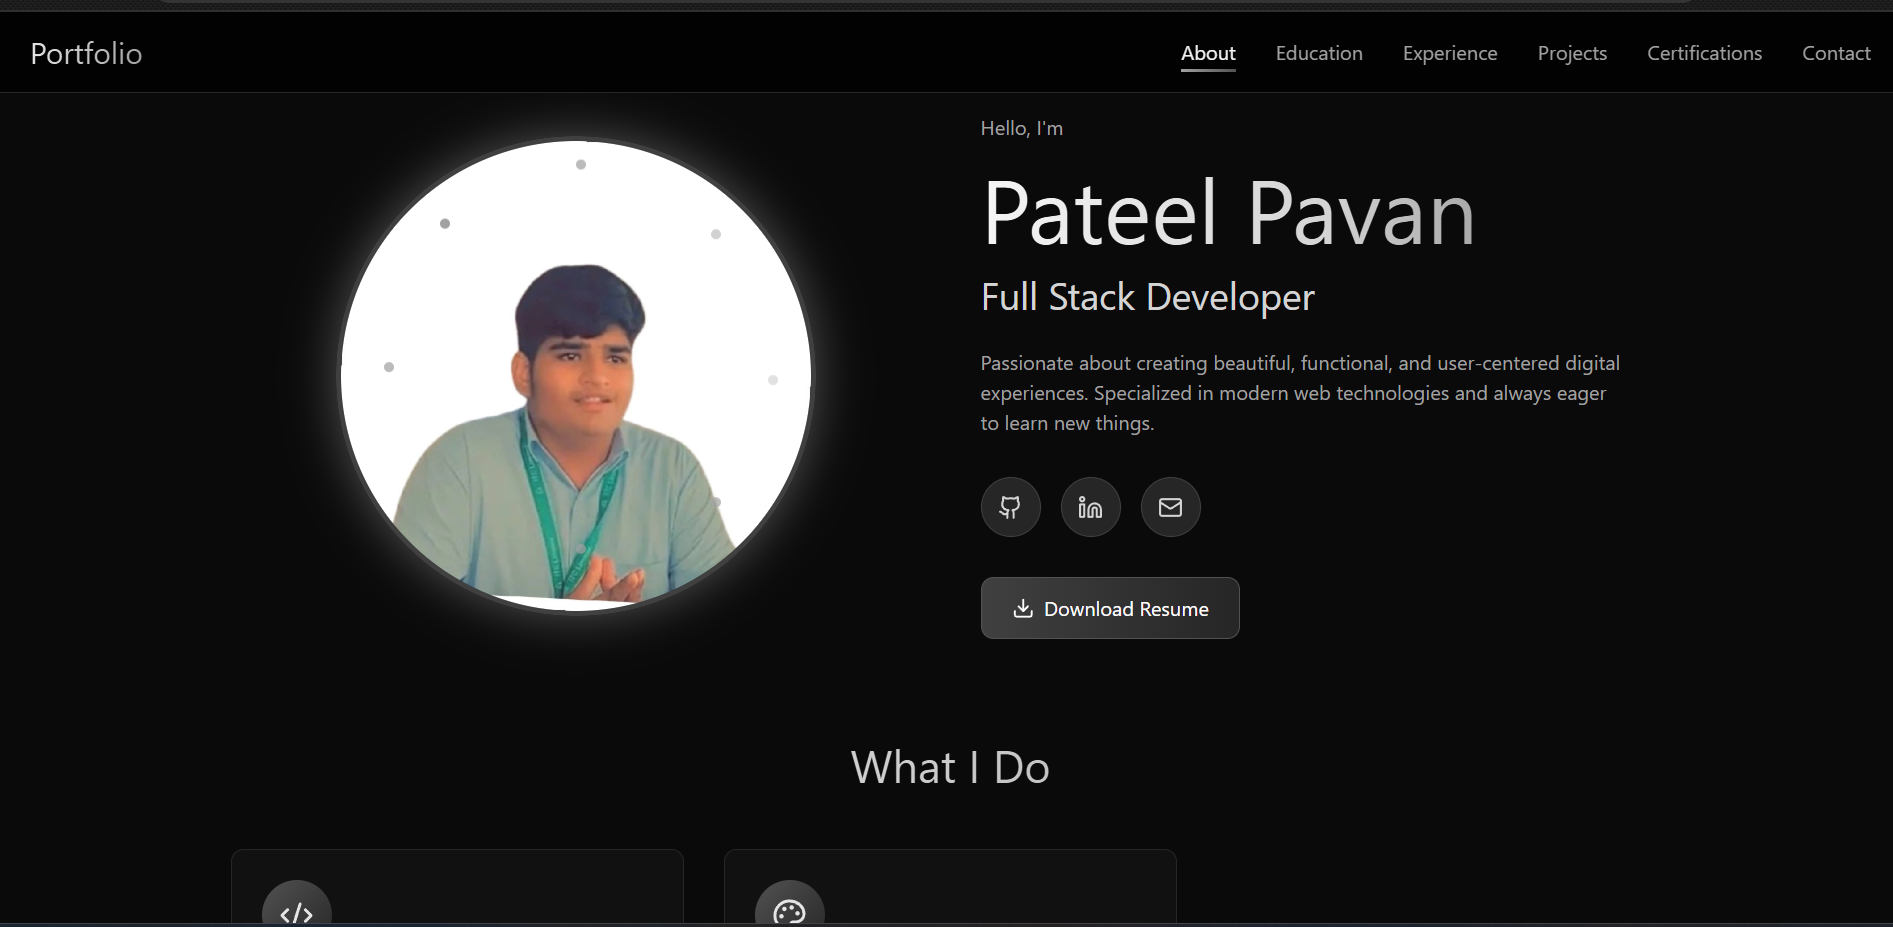 Portfolio
About
Education
Experience
Projects
Certifications
Contact
Hello, I'm
Pateel Pavan
Full Stack Developer
Passionate about creating beautiful, functional, and user-centered digital
experiences. Specialized in modern web technologies and always eager
to learn new things.
Download Resume
What I Do